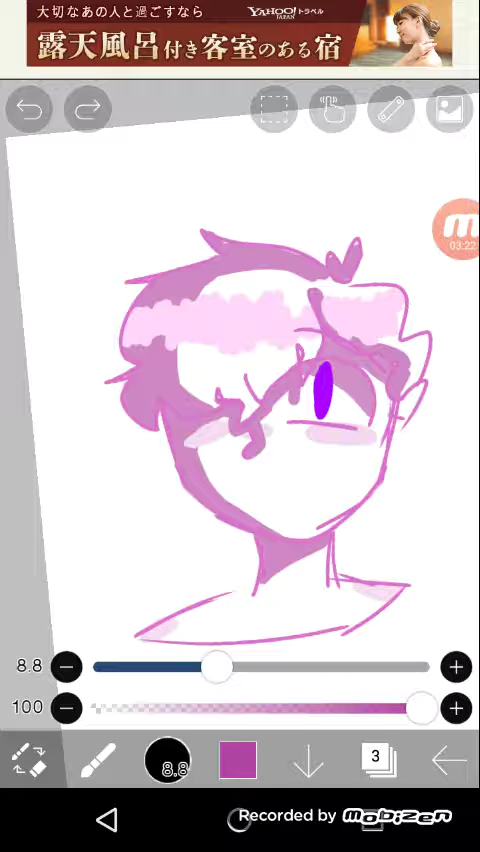 大切なあの人と過ごすなら
YAHOO! トラベル
JAPAN
露天風呂付き客室のある宿
03:22
8.8
100
8.8
3
Recorded by mobizen